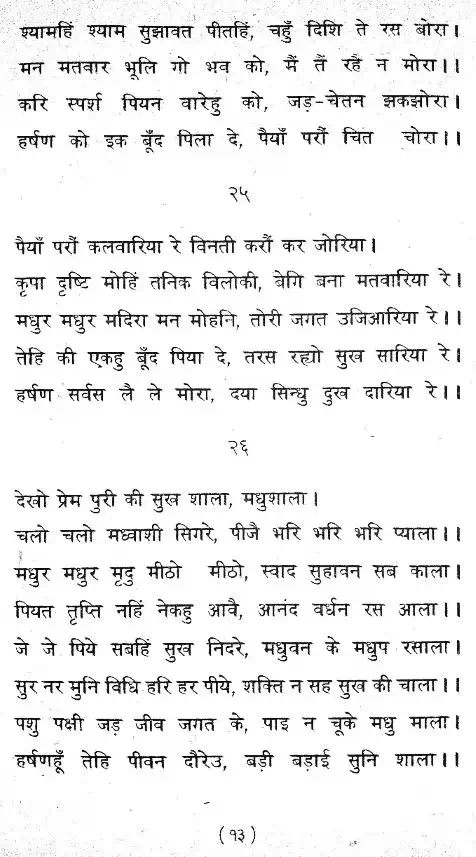 श्यामहिं श्याम सुझावत पीतहिं, चहुँ दिशि ते रस बोरा।
मन मतवार भूलि गो भव को, मैं तैं रहै न मोरा।।
करि स्पर्श पियन वारेहु को, जड़-चेतन झकझोरा।
हर्षण को इक बूँद पिला दे, पैयाँ परौं चित चोरा।।
२५
पैयाँ परौं कलवारिया रे विनती करौं कर जोरिया।
कृपा दृष्टि मोहिं तनिक विलोकी, बेगि बना मतवारिया रे।
मधुर मधुर मदिरा मन मोहनि, तोरी जगत उजिआरिया रे।।
तेहि की एकहु बूँद पिया दे, तरस रह्यो सुख सारिया रे।
हर्षण सर्वस लै ले मोरा, दया सिन्धु दुख दारिया रे।।
२६
देखो प्रेम पुरी की सुख शाला, मधुशाला।
चलो चलो मध्वाशी सिगरे, पीजै भरि भरि भरि प्याला।।
मधुर मधुर मृदु मीठो मीठो, स्वाद सुहावन सब काला।
पियत तृप्ति नहिं नेकहु आवै, आनंद वर्धन रस आला।।
जे जे पिये सबहिं सुख निदरे, मधुवन के मधुप रसाला।
सुर नर मुनि विधि हरि हर पीये, शक्ति न सह सुख की चाला।।
पशु पक्षी जड़ जीव जगत के, पाइ न चूके मधु माला।
हर्षणहूँ तेहि पीवन दौरेउ, बड़ी बड़ाई सुनि शाला।।
(१३)